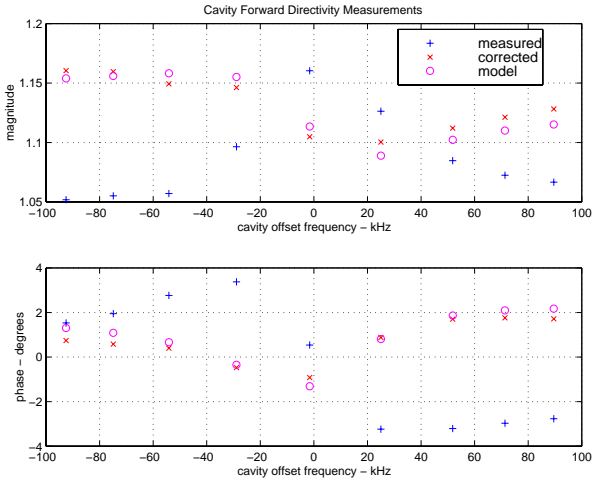 Cavity Forward Directivity Measurements
1.2
1.15
1.1
1.05
magnitude
measured
corrected
model
−100 −80 −60 −40 −20 0 20 40 60 80 100
cavity offset frequency − kHz
4
2
0
−2
−4
phase − degrees
−100 −80 −60 −40 −20 0 20 40 60 80 100
cavity offset frequency − kHz